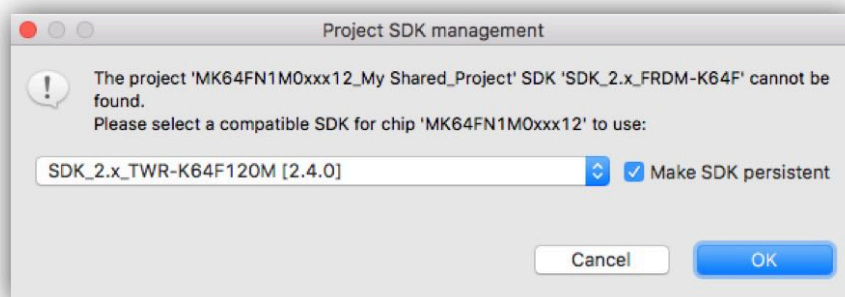 Project SDK management
The project 'MK64FN1M0xxx12_My Shared_Project' SDK 'SDK_2.x_FRDM-K64F' cannot be
found.
Please select a compatible SDK for chip 'MK64FN1M0xxx12' to use:
SDK_2.x_TWR-K64F120M [2.4.0]
Make SDK persistent
Cancel
OK